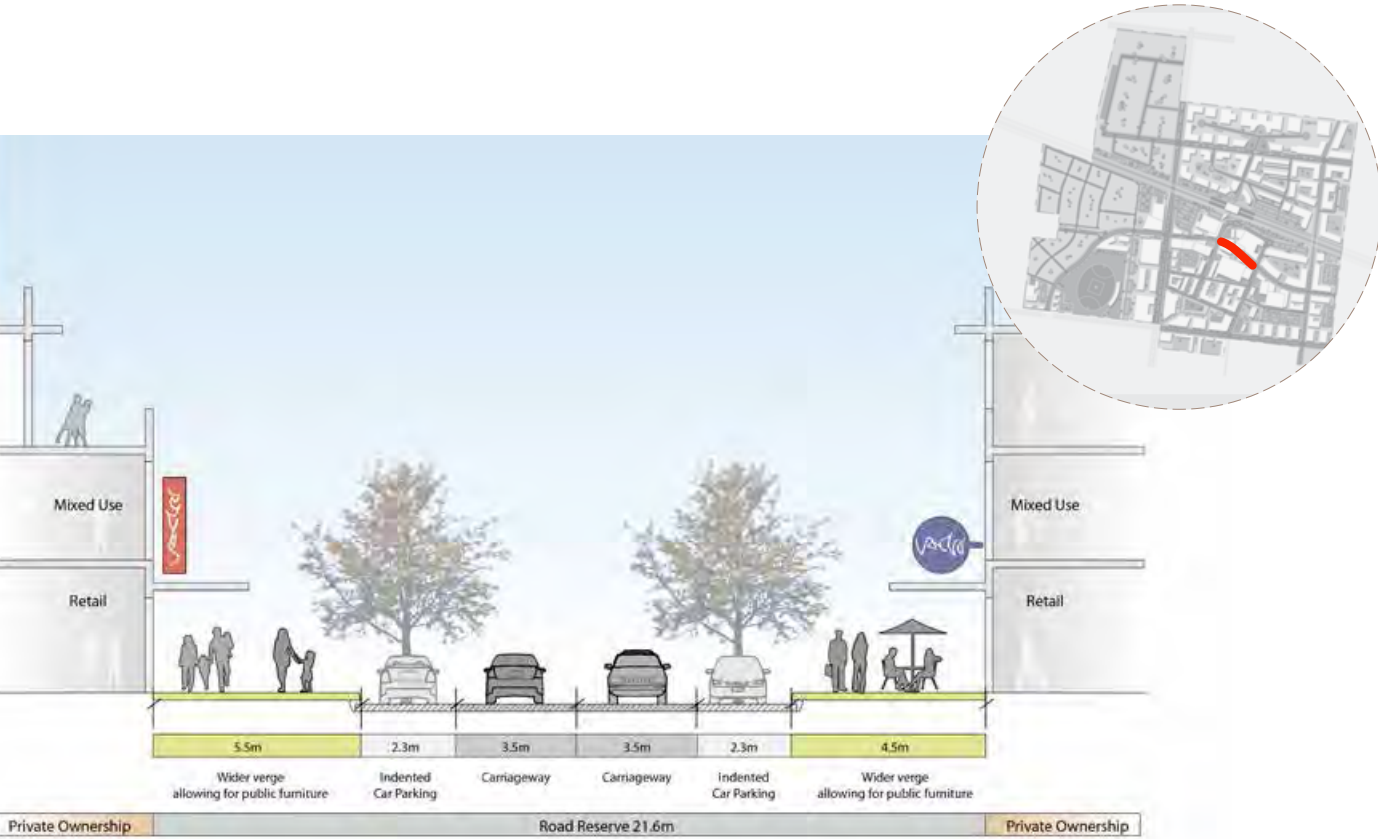 Mixed Use
Mixed Use
Retail
Retail
5.5m
2.3m
3.5m
3.5m
2.3m
4.5m
Wider verge
allowing for public furniture
Indented
Car Parking
Carriageway
Carriageway
Indented
Car Parking
Wider verge
allowing for public furniture
Private Ownership
Road Reserve 21.6m
Private Ownership